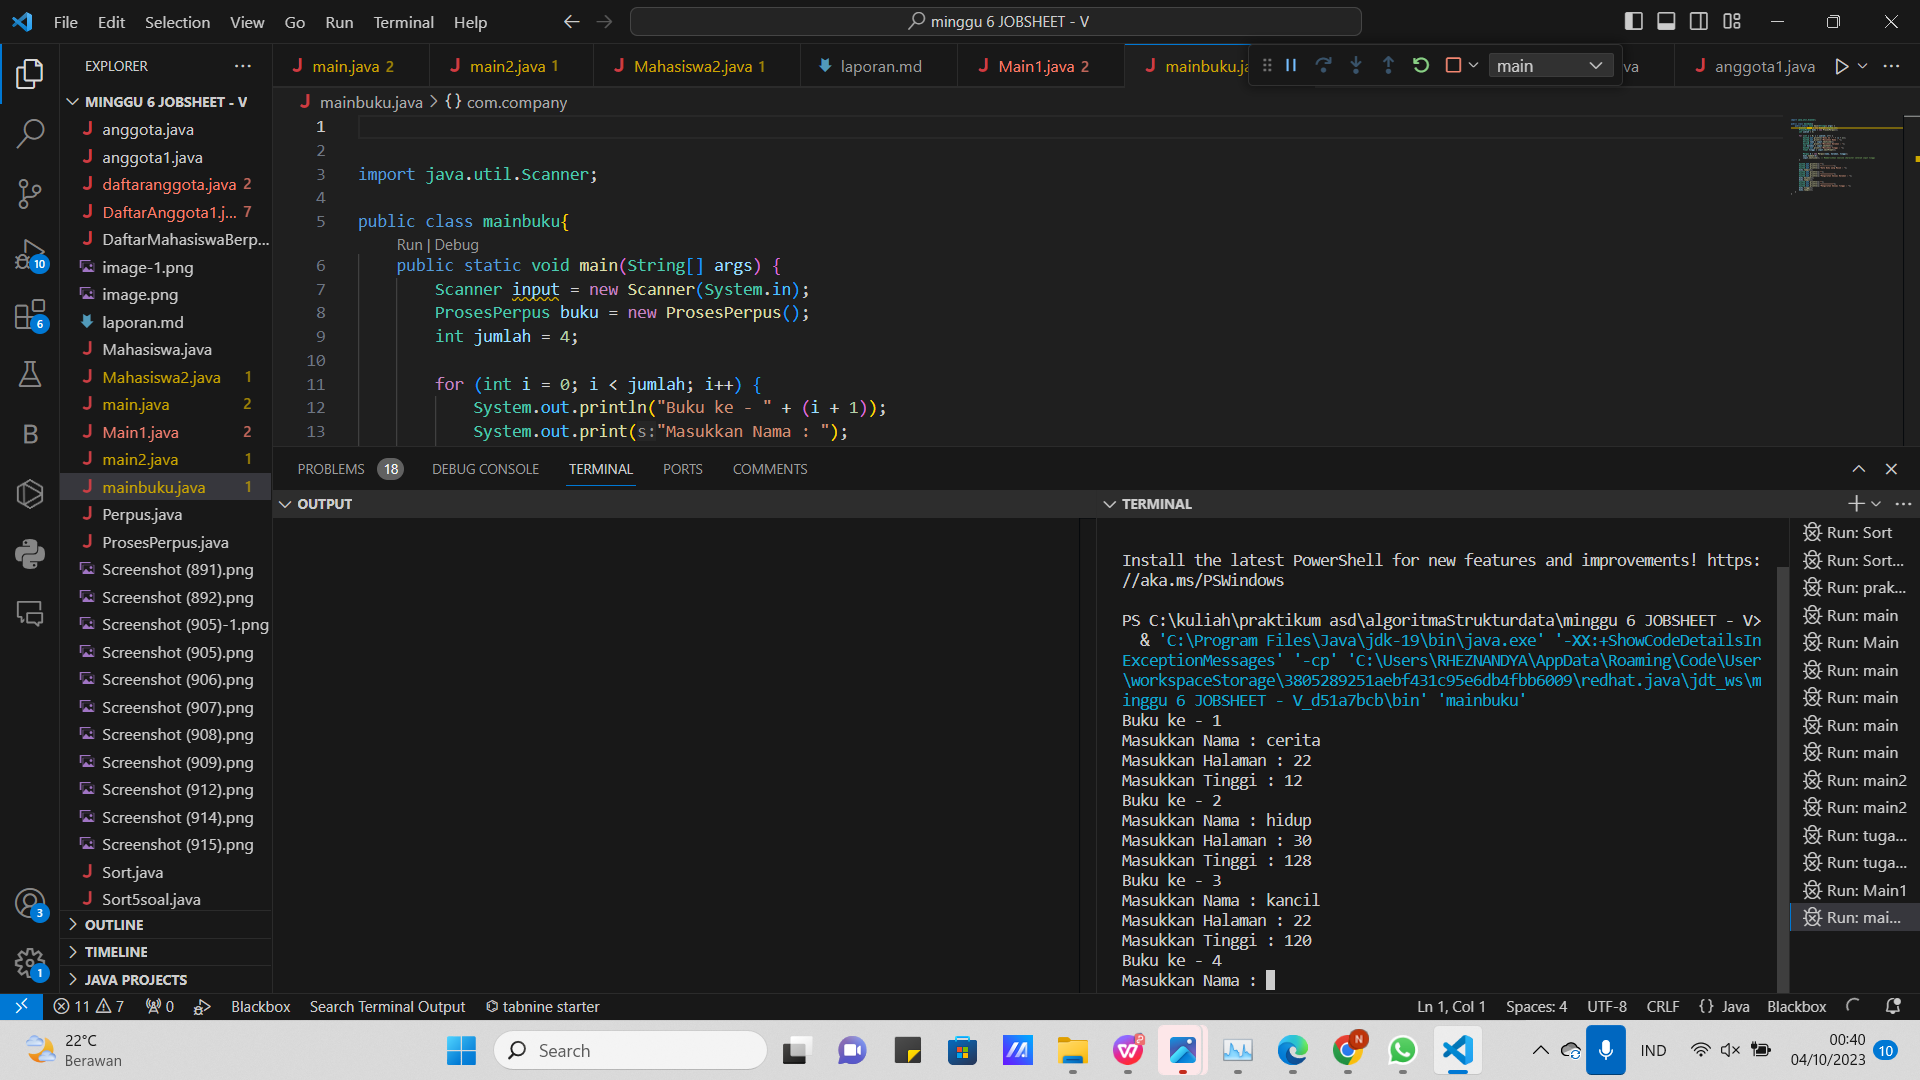 File Edit Selection View Go Run Terminal Help
minggu 6 JOBSHEET - V
EXPLORER
main.java 2
main2.java 1
Mahasiswa2.java 1
laporan.md
Main1.java 2
mainbuku.ja
main
va
anggota1.java
MINGGU 6 JOBSHEET - V
anggota.java
anggota1.java
daftaranggota.java 2
DaftarAnggota1.j... 7
DaftarMahasiswaBerp...
image-1.png
image.png
laporan.md
Mahasiswa.java
Mahasiswa2.java 1
main.java 2
Main1.java 2
main2.java 1
mainbuku.java 1
Perpus.java
ProsesPerpus.java
Screenshot (891).png
Screenshot (892).png
Screenshot (905)-1.png
Screenshot (905).png
Screenshot (906).png
Screenshot (907).png
Screenshot (908).png
Screenshot (909).png
Screenshot (912).png
Screenshot (914).png
Screenshot (915).png
Sort.java
Sort5soal.java
OUTLINE
TIMELINE
JAVA PROJECTS
10
6
3
1
mainbuku.java > {} com.company
1
2
3 import java.util.Scanner;
4
5 public class mainbuku{
Run | Debug
6 public static void main(String[] args) {
7 Scanner input = new Scanner(System.in);
8 ProsesPerpus buku = new ProsesPerpus();
9 int jumlah = 4;
10
11 for (int i = 0; i < jumlah; i++) {
12 System.out.println("Buku ke - " + (i + 1));
13 System.out.print(s:"Masukkan Nama : ");
PROBLEMS 18 DEBUG CONSOLE TERMINAL PORTS COMMENTS
OUTPUT
TERMINAL
Install the latest PowerShell for new features and improvements! https:
//aka.ms/PSWindows
PS C:\kuliah\praktikum asd\algoritmaStrukturdata\minggu 6 JOBSHEET - V>
& 'C:\Program Files\Java\jdk-19\bin\java.exe' '-XX:+ShowCodeDetailsIn
ExceptionMessages' '-cp' 'C:\Users\RHEZNANDYA\AppData\Roaming\Code\User
\workspaceStorage\3805289251aebf431c95e6db4fbb6009\redhat.java\jdt_ws\m
inggu 6 JOBSHEET - V_d51a7bcb\bin' 'mainbuku'
Buku ke - 1
Masukkan Nama : cerita
Masukkan Halaman : 22
Masukkan Tinggi : 12
Buku ke - 2
Masukkan Nama : hidup
Masukkan Halaman : 30
Masukkan Tinggi : 128
Buku ke - 3
Masukkan Nama : kancil
Masukkan Halaman : 22
Masukkan Tinggi : 120
Buku ke - 4
Masukkan Nama :
Run: Sort
Run: Sort...
Run: prak...
Run: main
Run: Main
Run: main
Run: main
Run: main
Run: main
Run: main2
Run: main2
Run: tuga...
Run: tuga...
Run: Main1
Run: mai...
11 7 0 Blackbox Search Terminal Output tabnine starter
Ln 1, Col 1 Spaces: 4 UTF-8 CRLF {} Java Blackbox
22°C
Berawan
Search
IND
00:40
04/10/2023
10